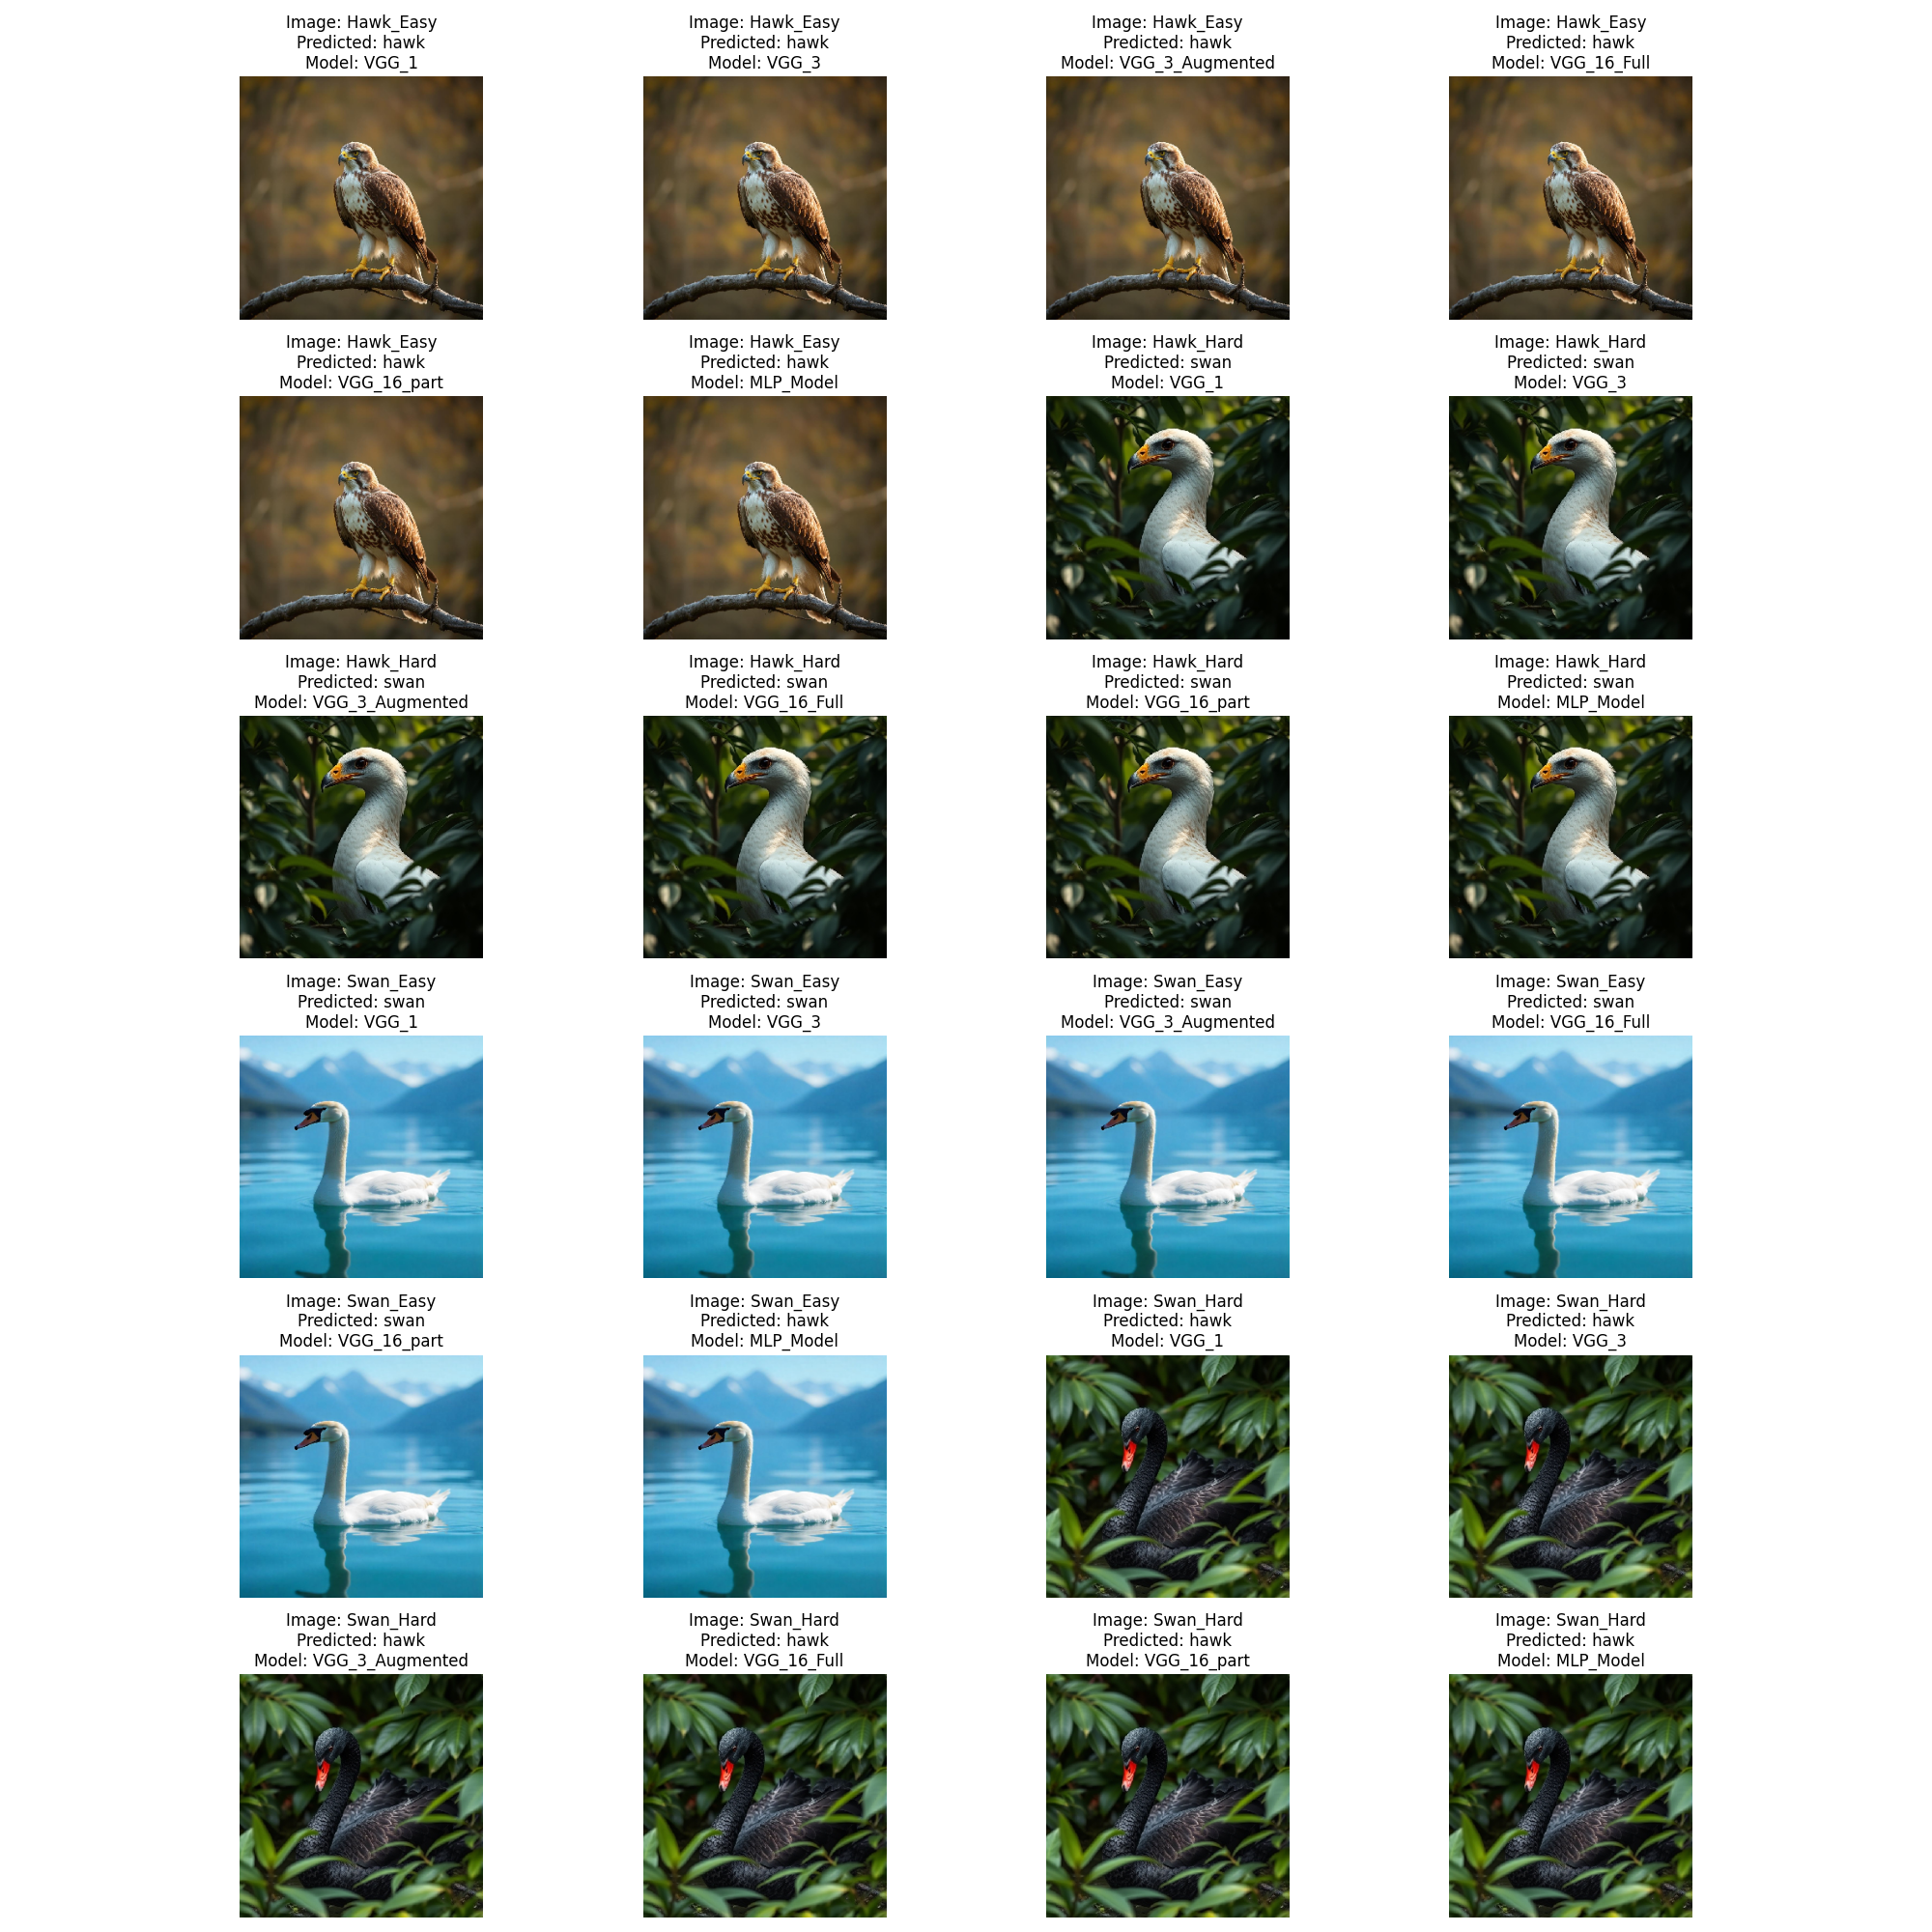 Image: Hawk_Easy
Predicted: hawk
Model: VGG_1
Image: Hawk_Easy
Predicted: hawk
Model: VGG_3
Image: Hawk_Easy
Predicted: hawk
Model: VGG_3_Augmented
Image: Hawk_Easy
Predicted: hawk
Model: VGG_16_Full
Image: Hawk_Easy
Predicted: hawk
Model: VGG_16_part
Image: Hawk_Easy
Predicted: hawk
Model: MLP_Model
Image: Hawk_Hard
Predicted: swan
Model: VGG_1
Image: Hawk_Hard
Predicted: swan
Model: VGG_3
Image: Hawk_Hard
Predicted: swan
Model: VGG_3_Augmented
Image: Hawk_Hard
Predicted: swan
Model: VGG_16_Full
Image: Hawk_Hard
Predicted: swan
Model: VGG_16_part
Image: Hawk_Hard
Predicted: swan
Model: MLP_Model
Image: Swan_Easy
Predicted: swan
Model: VGG_1
Image: Swan_Easy
Predicted: swan
Model: VGG_3
Image: Swan_Easy
Predicted: swan
Model: VGG_3_Augmented
Image: Swan_Easy
Predicted: swan
Model: VGG_16_Full
Image: Swan_Easy
Predicted: swan
Model: VGG_16_part
Image: Swan_Easy
Predicted: hawk
Model: MLP_Model
Image: Swan_Hard
Predicted: hawk
Model: VGG_1
Image: Swan_Hard
Predicted: hawk
Model: VGG_3
Image: Swan_Hard
Predicted: hawk
Model: VGG_3_Augmented
Image: Swan_Hard
Predicted: hawk
Model: VGG_16_Full
Image: Swan_Hard
Predicted: hawk
Model: VGG_16_part
Image: Swan_Hard
Predicted: hawk
Model: MLP_Model